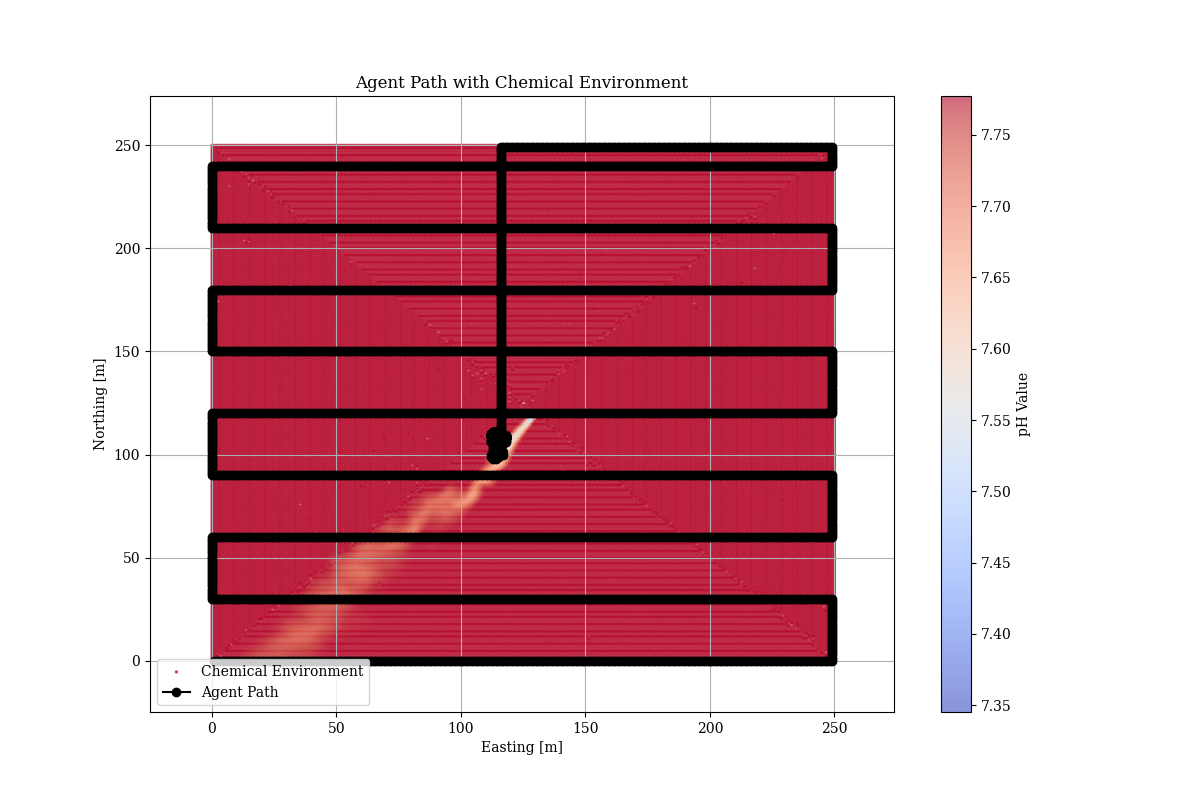 Agent Path with Chemical Environment
250
200
150
100
50
0
Northing [m]
0 50 100 150 200 250
Easting [m]
Chemical Environment
Agent Path
7.75
7.70
7.65
7.60
7.55
7.50
7.45
7.40
7.35
pH Value